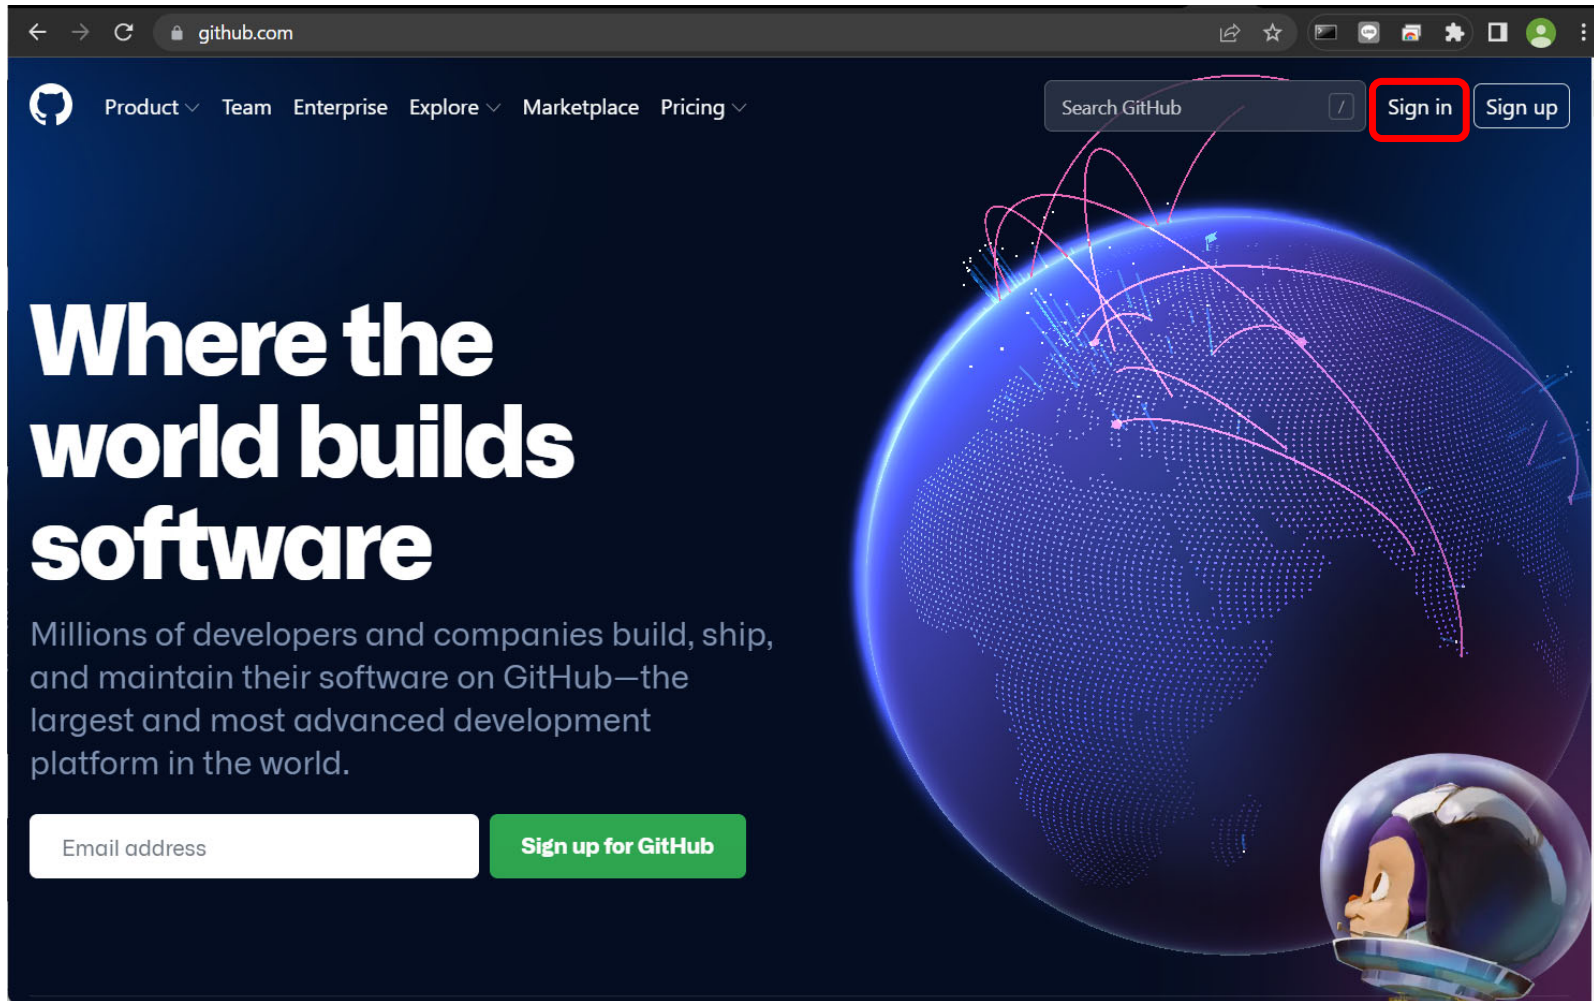 github.com
Product Team Enterprise Explore Marketplace Pricing Search GitHub / Sign in Sign up
Where the
world builds
software
Millions of developers and companies build, ship,
and maintain their software on GitHub—the
largest and most advanced development
platform in the world.
Email address Sign up for GitHub